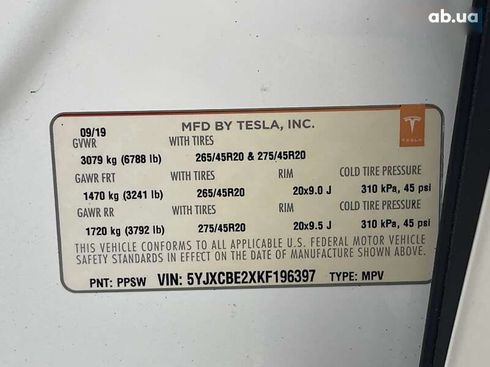 ab.ua
09/19
MFD BY TESLA, INC.
TESLA
GVWR WITH TIRES
3079 kg (6788 lb) 265/45R20 & 275/45R20
GAWR FRT WITH TIRES RIM COLD TIRE PRESSURE
1470 kg (3241 lb) 265/45R20 20x9.0 J 310 kPa, 45 psi
GAWR RR WITH TIRES RIM COLD TIRE PRESSURE
1720 kg (3792 lb) 275/45R20 20x9.5 J 310 kPa, 45 psi
THIS VEHICLE CONFORMS TO ALL APPLICABLE U.S. FEDERAL MOTOR VEHICLE
SAFETY STANDARDS IN EFFECT ON THE DATE OF MANUFACTURE SHOWN ABOVE.
PNT: PPSW VIN: 5YJXCBE2XKF196397 TYPE: MPV